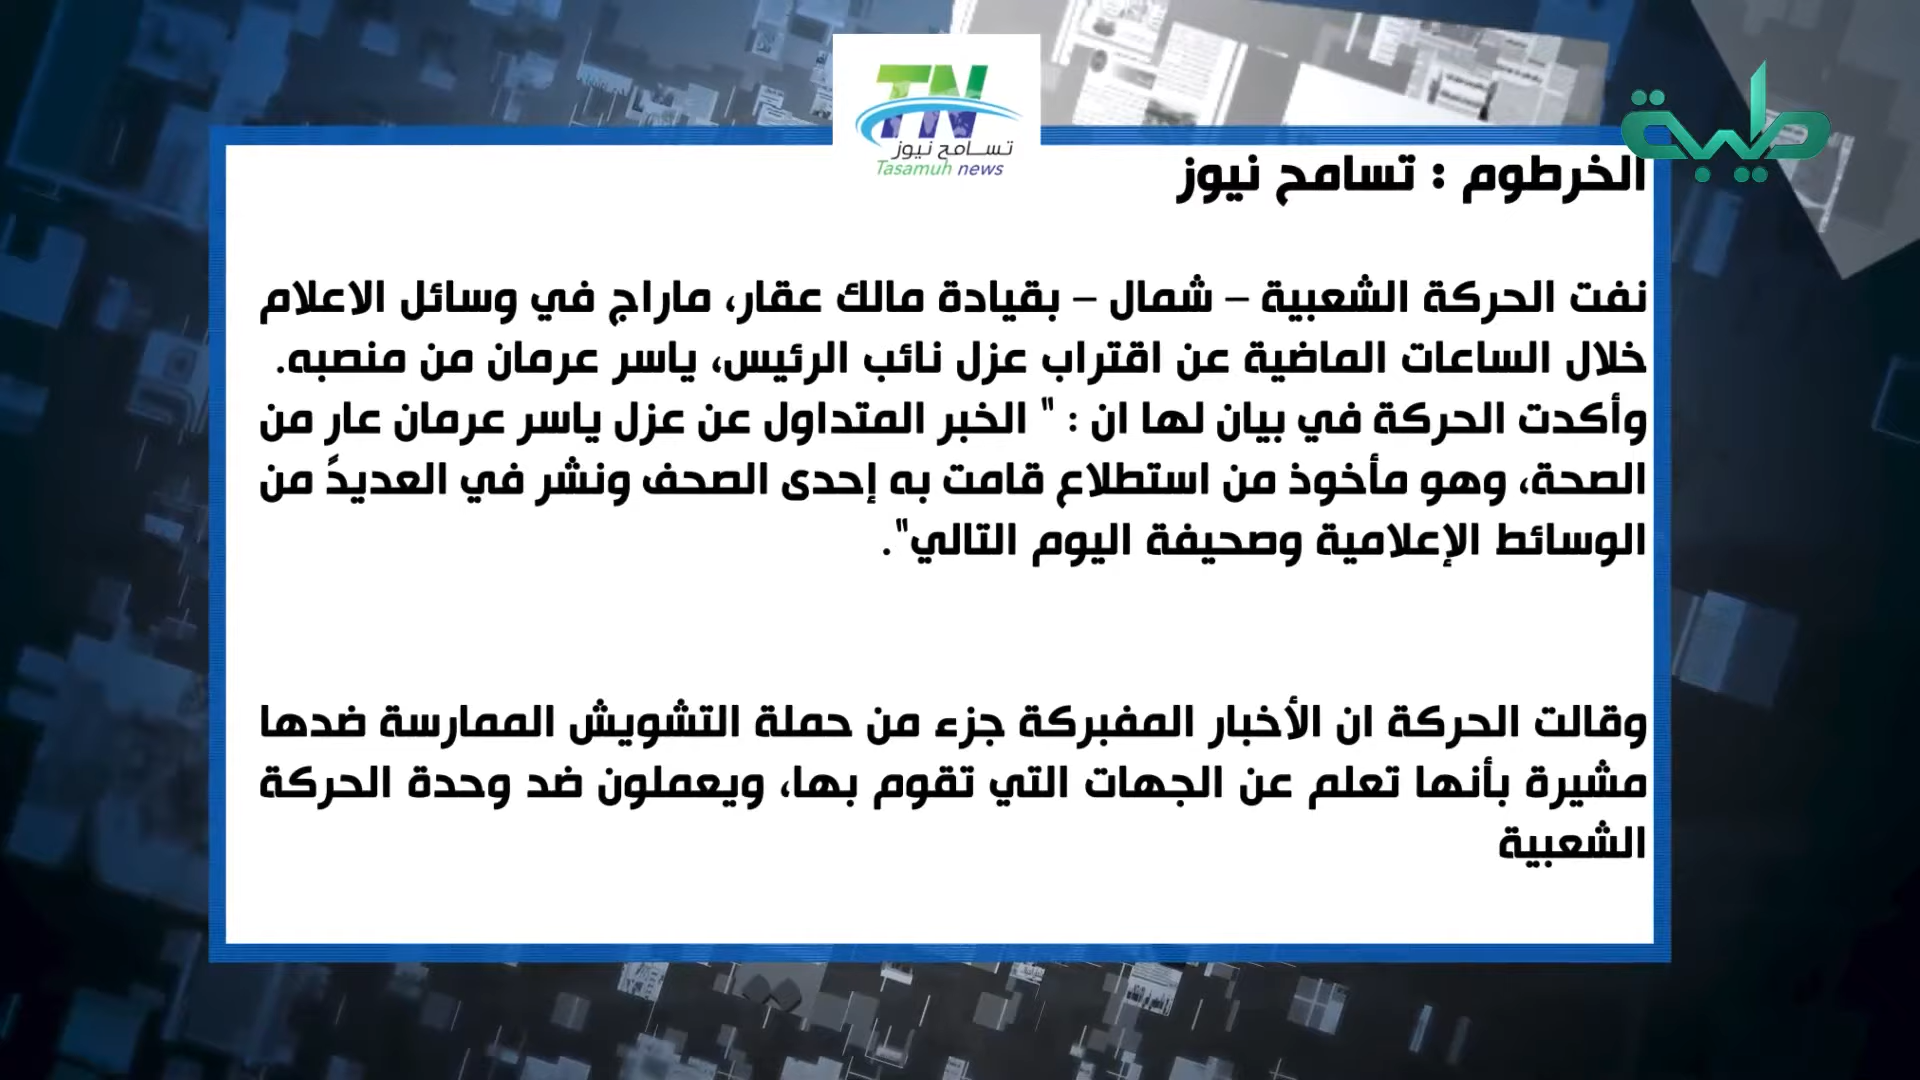 TN
تسامح نيوز
Tasamuh news
طيبة
الخرطوم : تسامح نيوز
نفت الحركة الشعبية – شمال – بقيادة مالك عقار، ماراج في وسائل الاعلام
خلال الساعات الماضية عن اقتراب عزل نائب الرئيس، ياسر عرمان من منصبه.
وأكدت الحركة في بيان لها ان : " الخبر المتداول عن عزل ياسر عرمان عارٍ من
الصحة، وهو مأخوذ من استطلاع قامت به إحدى الصحف ونشر في العديدً من
الوسائط الإعلامية وصحيفة اليوم التالي".
وقالت الحركة ان الأخبار المفبركة جزء من حملة التشويش الممارسة ضدها
مشيرة بأنها تعلم عن الجهات التي تقوم بها، ويعملون ضد وحدة الحركة
الشعبية